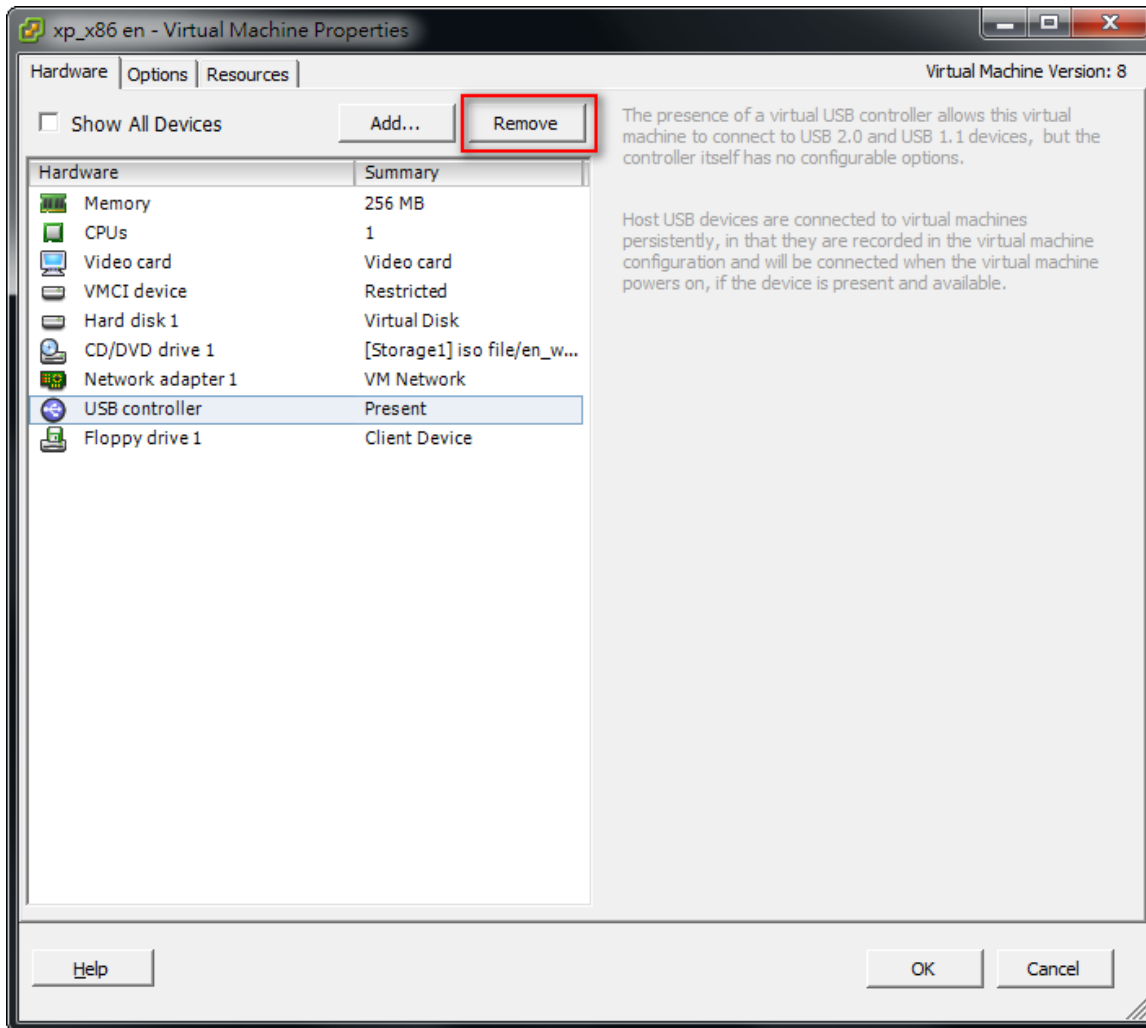 xp_x86 en - Virtual Machine Properties
Hardware Options Resources Virtual Machine Version: 8
Show All Devices Add... Remove
Hardware Summary
Memory 256 MB
CPUs 1
Video card Video card
VMCI device Restricted
Hard disk 1 Virtual Disk
CD/DVD drive 1 [Storage1] iso file/en_w...
Network adapter 1 VM Network
USB controller Present
Floppy drive 1 Client Device
The presence of a virtual USB controller allows this virtual
machine to connect to USB 2.0 and USB 1.1 devices, but the
controller itself has no configurable options.
Host USB devices are connected to virtual machines
persistently, in that they are recorded in the virtual machine
configuration and will be connected when the virtual machine
powers on, if the device is present and available.
Help OK Cancel